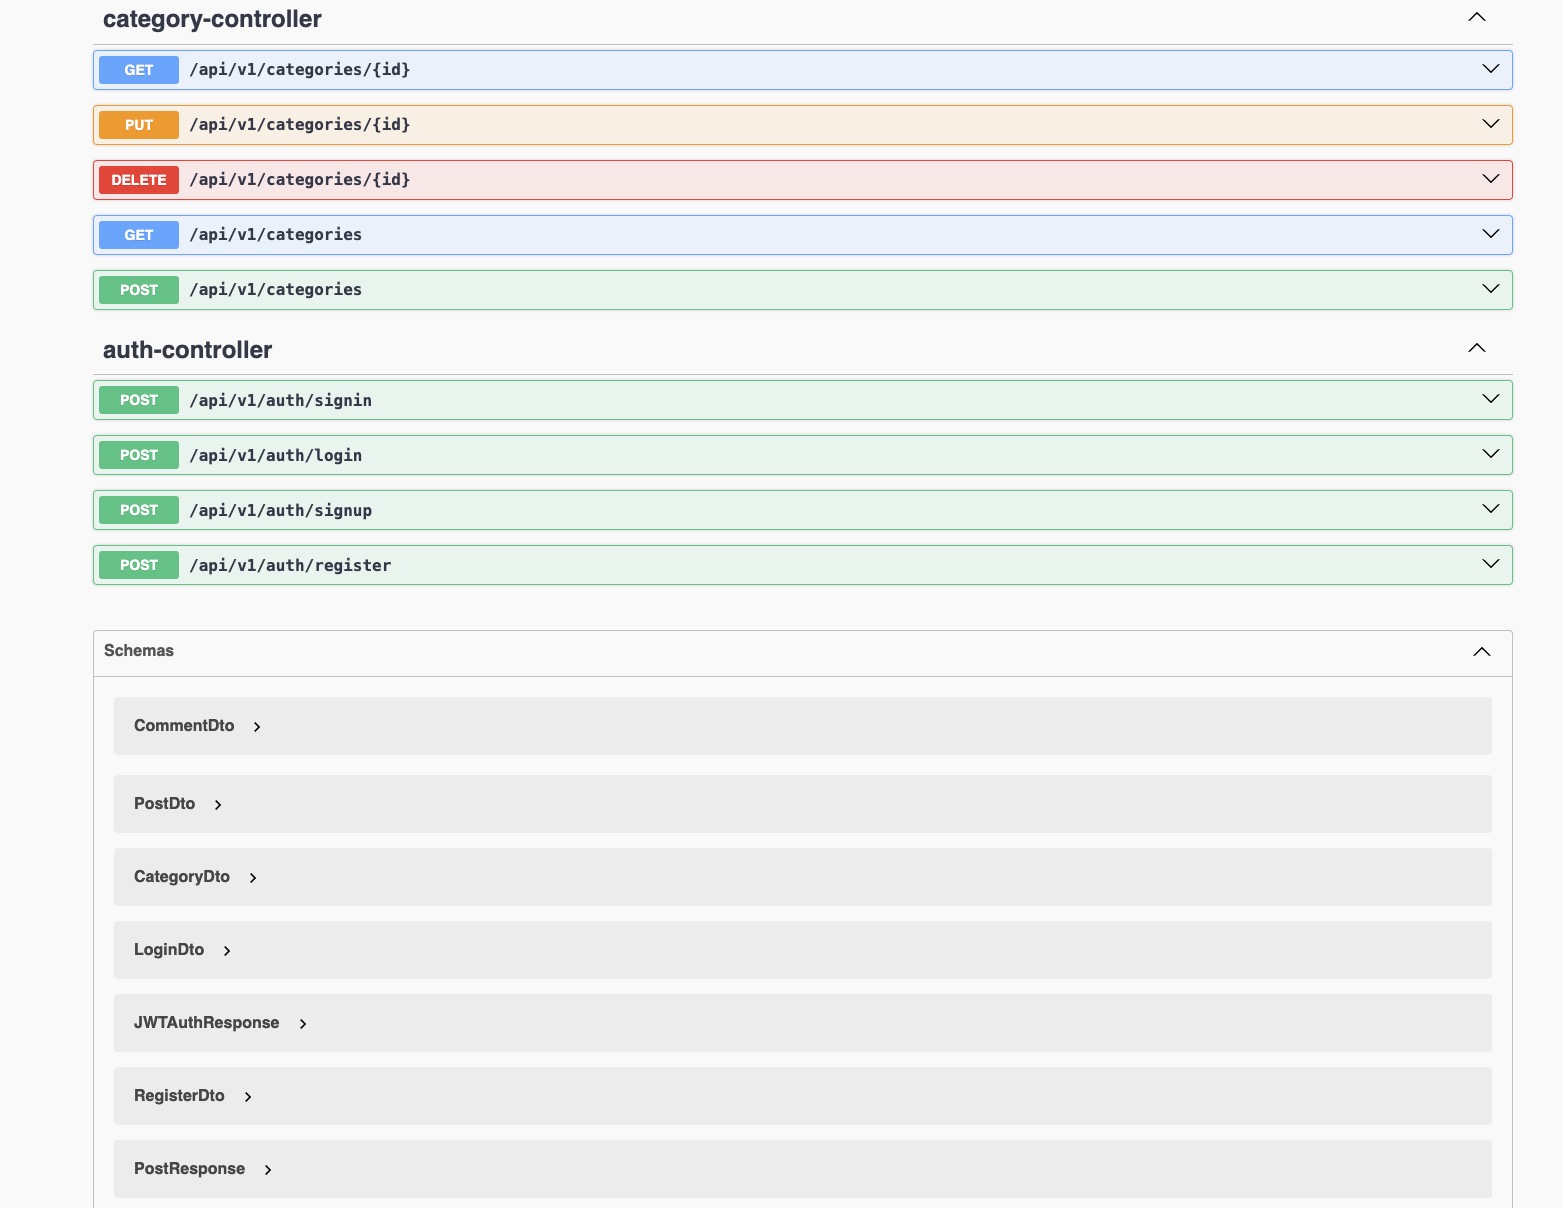 category-controller
GET /api/v1/categories/{id}
PUT /api/v1/categories/{id}
DELETE /api/v1/categories/{id}
GET /api/v1/categories
POST /api/v1/categories
auth-controller
POST /api/v1/auth/signin
POST /api/v1/auth/login
POST /api/v1/auth/signup
POST /api/v1/auth/register
Schemas
CommentDto
PostDto
CategoryDto
LoginDto
JWTAuthResponse
RegisterDto
PostResponse